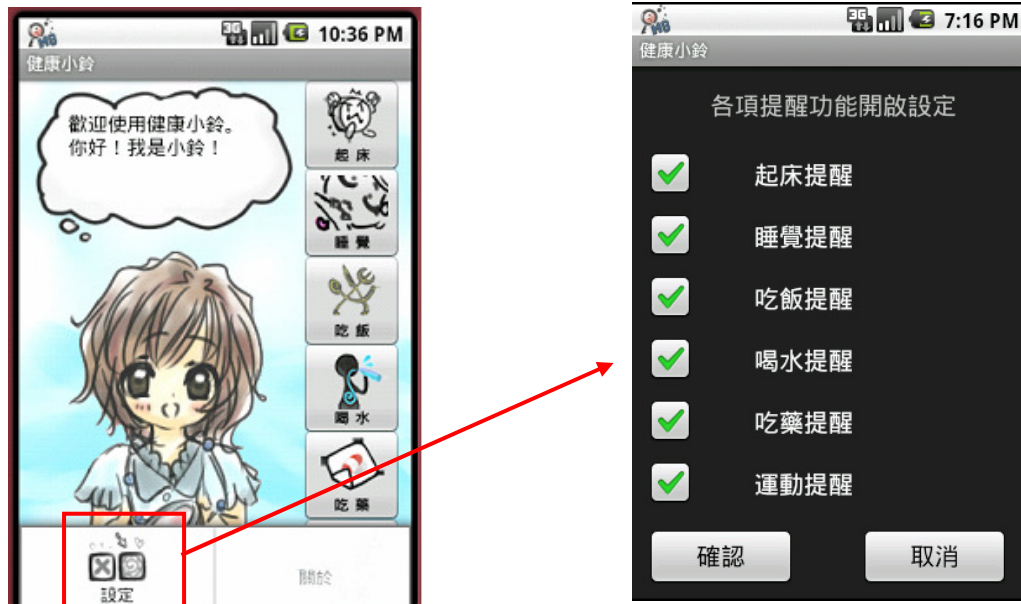 10:36 PM
健康小鈴
歡迎使用健康小鈴。
你好！我是小鈴！
起床
睡覺
吃飯
喝水
吃藥
設定
關於
7:16 PM
健康小鈴
各項提醒功能開啟設定
起床提醒
睡覺提醒
吃飯提醒
喝水提醒
吃藥提醒
運動提醒
確認
取消